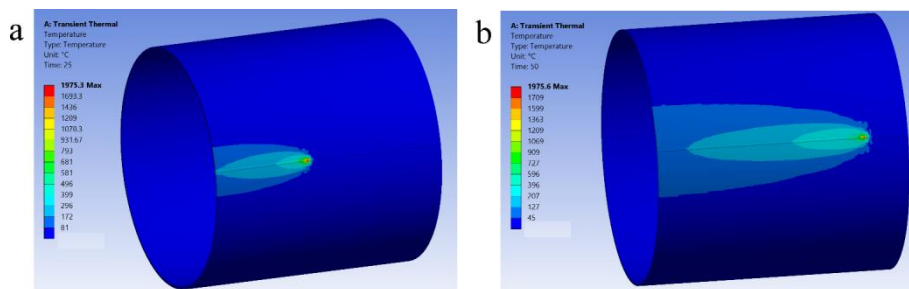 a
A: Transient Thermal
Temperature
Type: Temperature
Unit: °C
Time: 25
1975.3 Max
1693.3
1436
1209
1070.3
931.67
793
681
581
496
399
296
172
81
b
A: Transient Thermal
Temperature
Type: Temperature
Unit: °C
Time: 50
1975.6 Max
1709
1599
1363
1209
1069
909
727
596
396
207
127
45